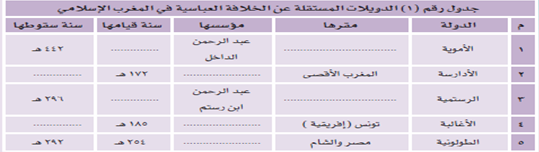 جدول رقم (١) الدويلات المستقلة عن الخلافة العباسية في المغرب الإسلامي
م الدولة مقرها مؤسسها سنة قيامها سنة سقوطها
١ الأموية ................ عبد الرحمن الداخل ................ ٤٤٢ هـ
٢ الأدارسة المغرب الأقصى ................ ١٧٢ هـ ................
٣ الرستمية ................ عبد الرحمن ابن رستم ................ ٢٩٦ هـ
٤ الأغالبة تونس (إفريقية) ................ ١٨٥ هـ ................
٥ الطولونية مصر والشام ................ ٢٥٤ هـ ٢٩٢ هـ